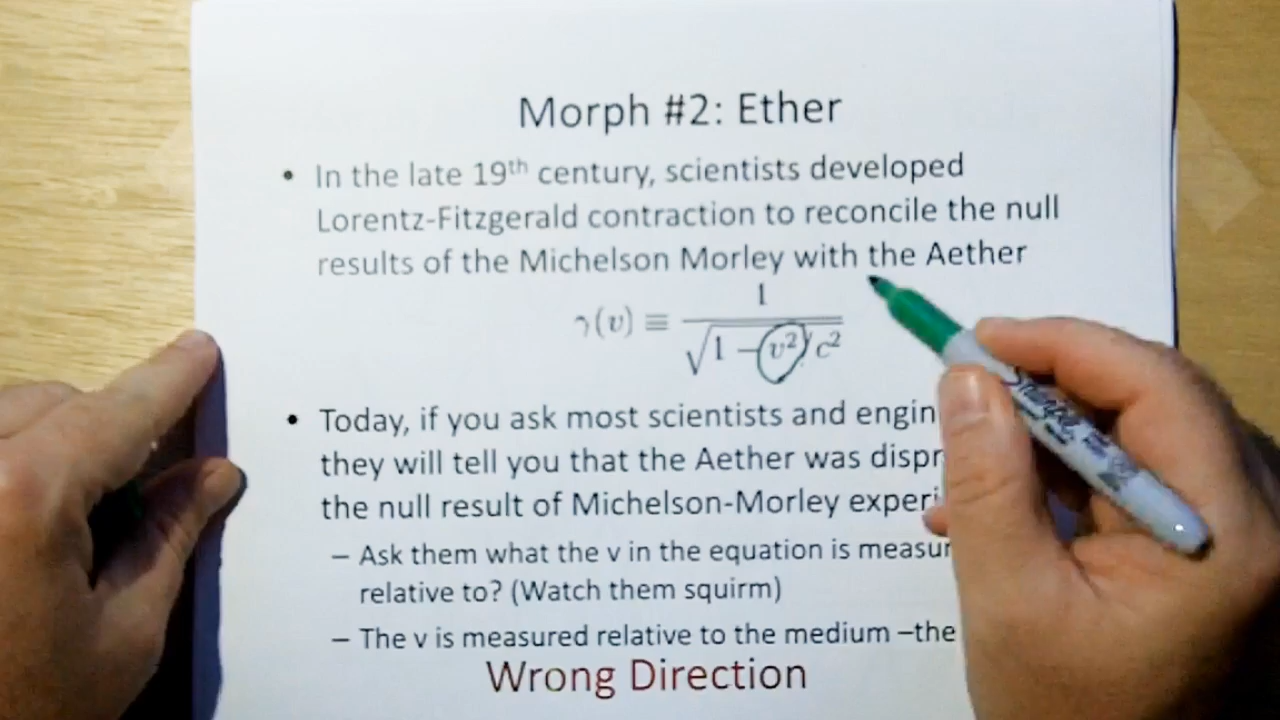 Morph #2: Ether
• In the late 19th century, scientists developed
Lorentz-Fitzgerald contraction to reconcile the null
results of the Michelson Morley with the Aether
γ(v) ≡ 1 / √(1 − v²/c²)
• Today, if you ask most scientists and engin
they will tell you that the Aether was dispr
the null result of Michelson-Morley experi
– Ask them what the v in the equation is measur
relative to? (Watch them squirm)
– The v is measured relative to the medium –the
Wrong Direction
Sharpie